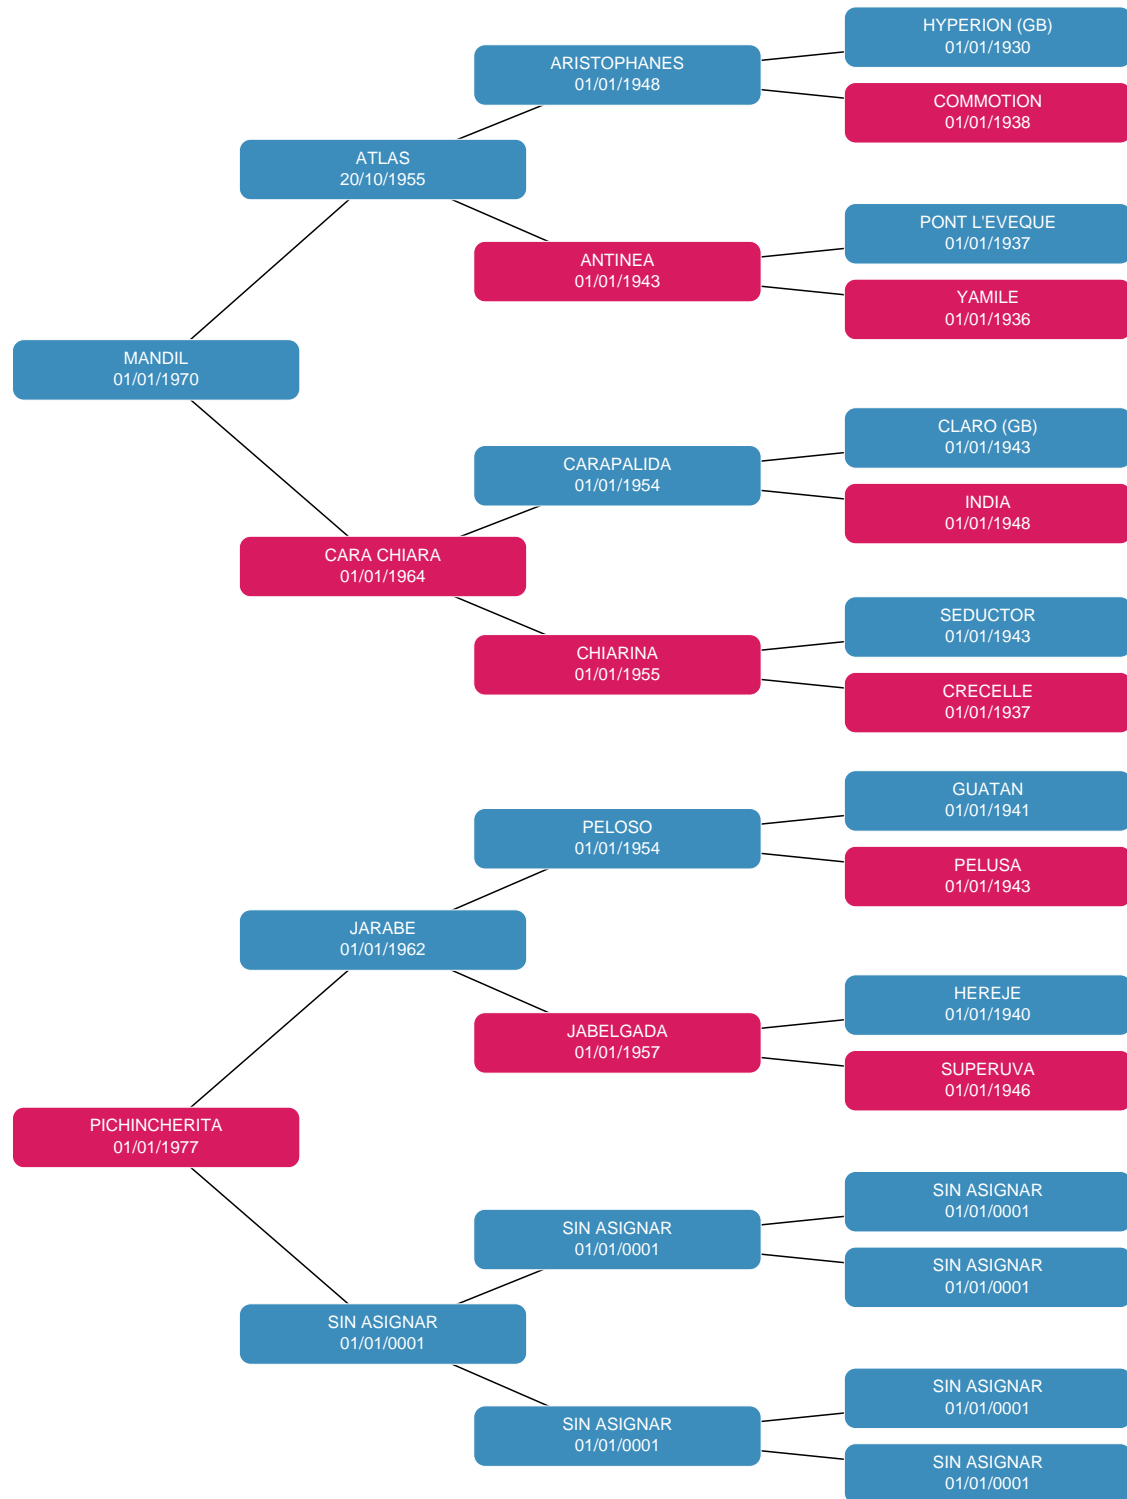 HYPERION (GB)
01/01/1930
ARISTOPHANES
01/01/1948
COMMOTION
01/01/1938
ATLAS
20/10/1955
PONT L'EVEQUE
01/01/1937
ANTINEA
01/01/1943
YAMILE
01/01/1936
MANDIL
01/01/1970
CLARO (GB)
01/01/1943
CARAPALIDA
01/01/1954
INDIA
01/01/1948
CARA CHIARA
01/01/1964
SEDUCTOR
01/01/1943
CHIARINA
01/01/1955
CRECELLE
01/01/1937
GUATAN
01/01/1941
PELOSO
01/01/1954
PELUSA
01/01/1943
JARABE
01/01/1962
HEREJE
01/01/1940
JABELGADA
01/01/1957
SUPERUVA
01/01/1946
PICHINCHERITA
01/01/1977
SIN ASIGNAR
01/01/0001
SIN ASIGNAR
01/01/0001
SIN ASIGNAR
01/01/0001
SIN ASIGNAR
01/01/0001
SIN ASIGNAR
01/01/0001
SIN ASIGNAR
01/01/0001
SIN ASIGNAR
01/01/0001